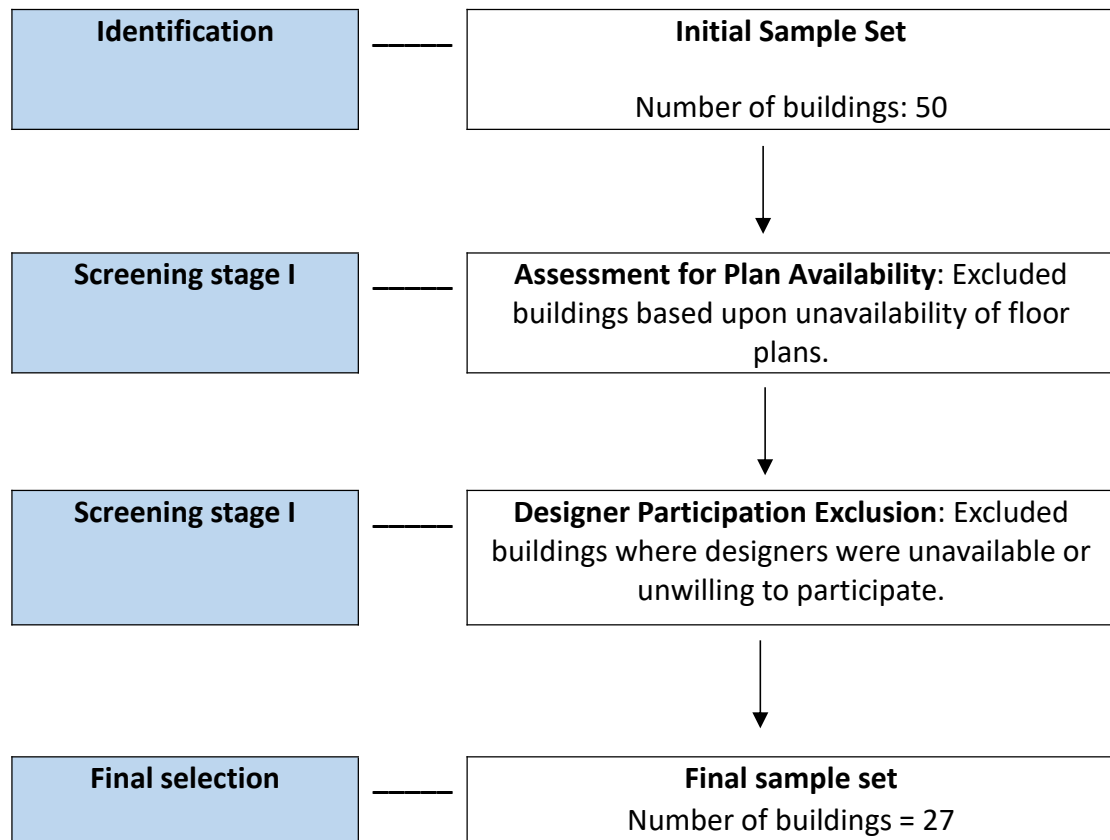 Identification
Initial Sample Set
Number of buildings: 50
Screening stage I
Assessment for Plan Availability: Excluded
buildings based upon unavailability of floor
plans.
Screening stage I
Designer Participation Exclusion: Excluded
buildings where designers were unavailable or
unwilling to participate.
Final selection
Final sample set
Number of buildings = 27